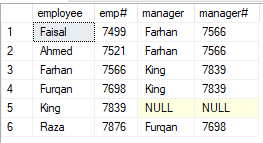 employee emp# manager manager#
1 Faisal 7499 Farhan 7566
2 Ahmed 7521 Farhan 7566
3 Farhan 7566 King 7839
4 Furqan 7698 King 7839
5 King 7839 NULL NULL
6 Raza 7876 Furqan 7698